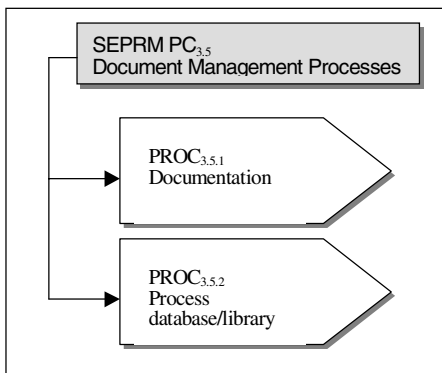 SEPRM PC3.5
Document Management Processes
PROC3.5.1
Documentation
PROC3.5.2
Process
database/library